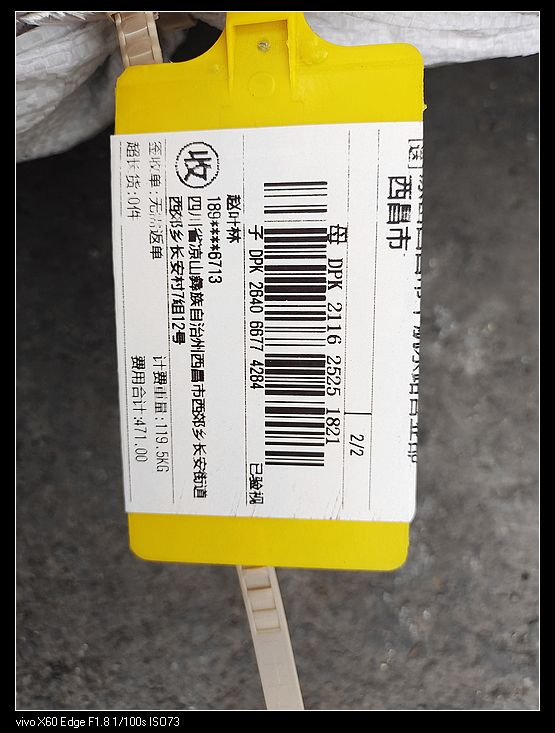 西昌市
2/2
母 DPK 2116 2525 1821
子 DPK 2640 6677 4284
已验视
收
赵叶林
189****6713
四川省凉山彝族自治州西昌市西郊乡长安街道
西郊乡长安村7组12号
签收单:无需返单
计费重量:119.5KG
超长货:0件
费用合计:471.00
vivo X60 Edge F1.8 1/100s ISO73